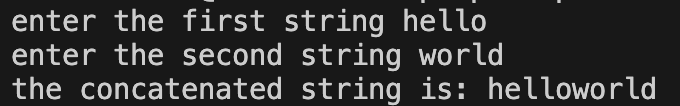 enter the first string hello
enter the second string world
the concatenated string is: helloworld